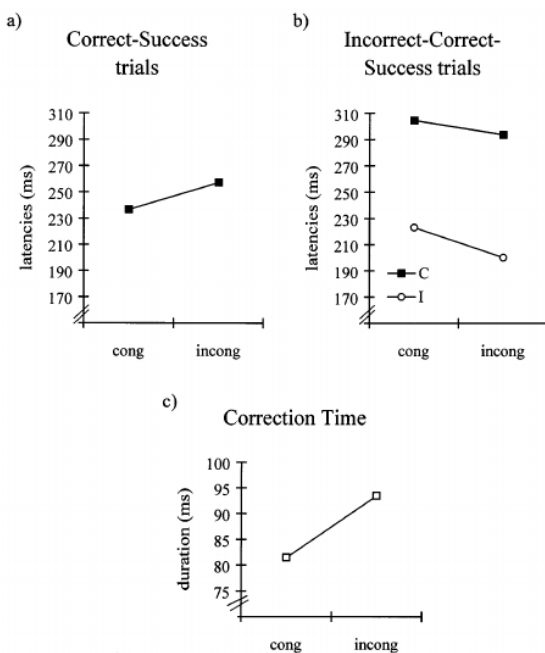 a)
Correct-Success
trials
310
290
270
250
230
210
190
170
latencies (ms)
cong
incong
b)
Incorrect-Correct-
Success trials
310
290
270
250
230
210
190
170
latencies (ms)
C
I
cong
incong
c)
Correction Time
100
95
90
85
80
75
duration (ms)
cong
incong